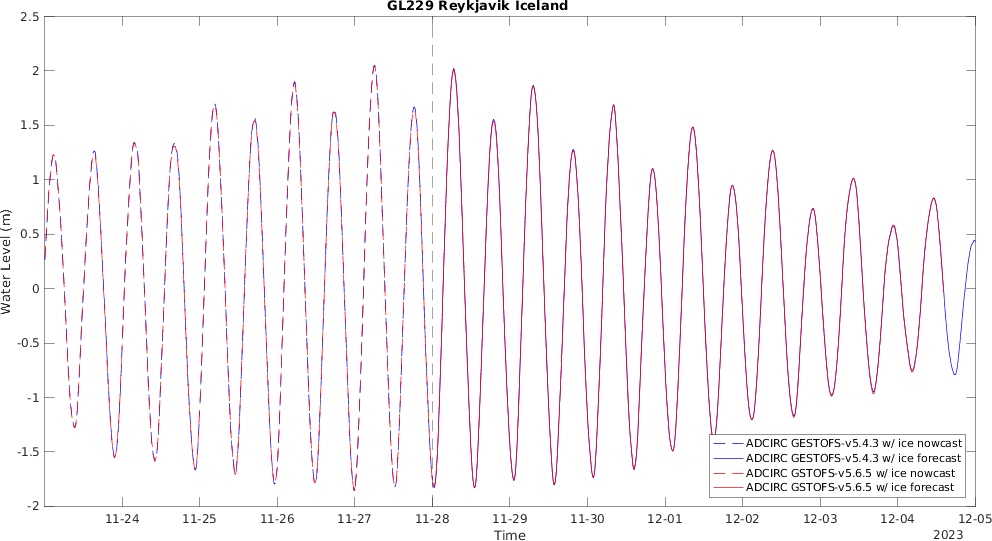 GL229 Reykjavik Iceland
2.5
2
1.5
1
0.5
0
-0.5
-1
-1.5
-2
Water Level (m)
ADCIRC GESTOFS-v5.4.3 w/ ice nowcast
ADCIRC GESTOFS-v5.4.3 w/ ice forecast
ADCIRC GSTOFS-v5.6.5 w/ ice nowcast
ADCIRC GSTOFS-v5.6.5 w/ ice forecast
11-24 11-25 11-26 11-27 11-28 11-29 11-30 12-01 12-02 12-03 12-04 12-05
Time
2023